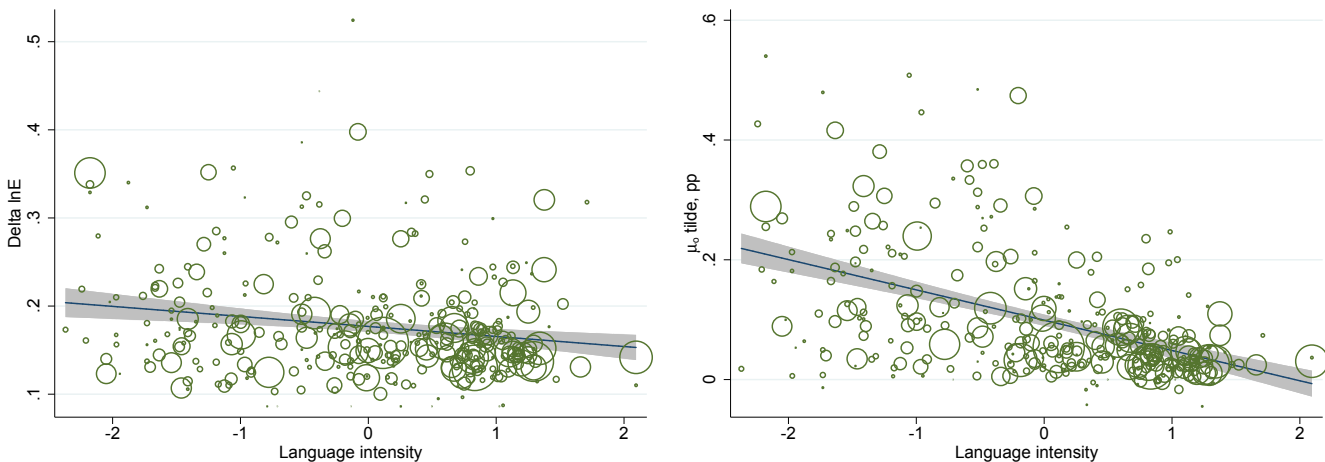 Delta lnE
.5
.4
.3
.2
.1
-2 -1 0 1 2
Language intensity
μ₀ tilde, pp
.6
.4
.2
0
-2 -1 0 1 2
Language intensity